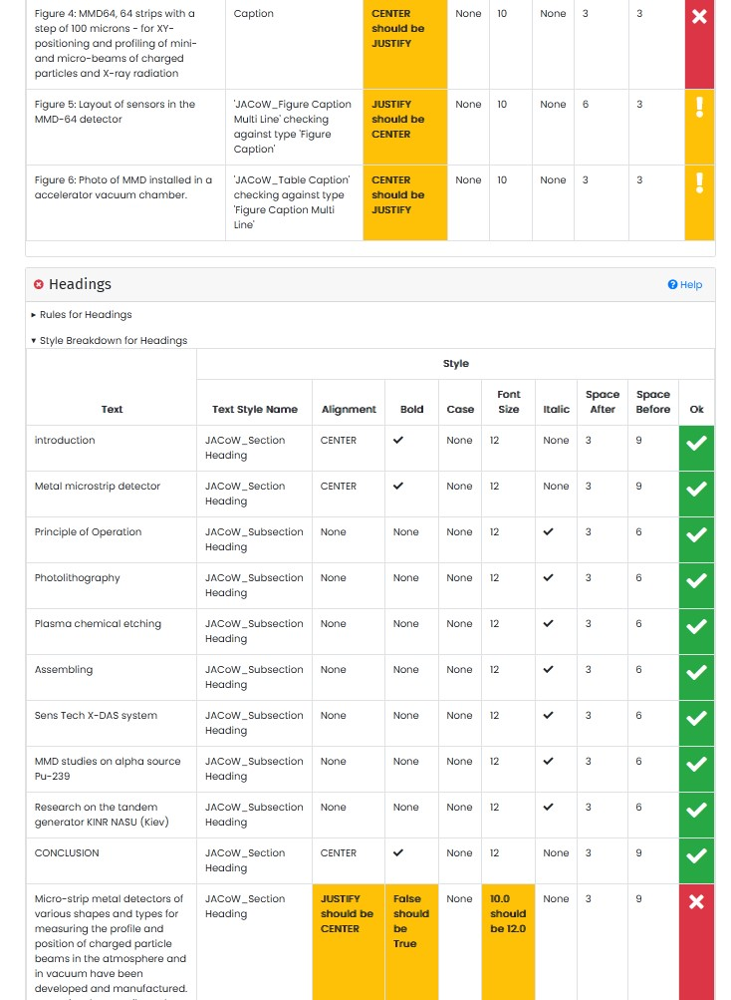 Figure 4: MMD64, 64 strips with a
step of 100 microns - for XY-
positioning and profiling of mini-
and micro-beams of charged
particles and X-ray radiation
Caption
CENTER
should be
JUSTIFY
None
10
None
3
3
Figure 5: Layout of sensors in the
MMD-64 detector
'JACoW_Figure Caption
Multi Line' checking
against type 'Figure
Caption'
JUSTIFY
should be
CENTER
None
10
None
6
3
Figure 6: Photo of MMD installed in a
accelerator vacuum chamber.
'JACoW_Table Caption'
checking against type
'Figure Caption Multi
Line'
CENTER
should be
JUSTIFY
None
10
None
3
3
Headings
Help
Rules for Headings
Style Breakdown for Headings
Style
Text
Text Style Name
Alignment
Bold
Case
Font
Size
Italic
Space
After
Space
Before
Ok
introduction
JACoW_Section
Heading
CENTER
None
12
None
3
9
Metal microstrip detector
JACoW_Section
Heading
CENTER
None
12
None
3
9
Principle of Operation
JACoW_Subsection
Heading
None
None
None
12
3
6
Photolithography
JACoW_Subsection
Heading
None
None
None
12
3
6
Plasma chemical etching
JACoW_Subsection
Heading
None
None
None
12
3
6
Assembling
JACoW_Subsection
Heading
None
None
None
12
3
6
Sens Tech X-DAS system
JACoW_Subsection
Heading
None
None
None
12
3
6
MMD studies on alpha source
Pu-239
JACoW_Subsection
Heading
None
None
None
12
3
6
Research on the tandem
generator KINR NASU (Kiev)
JACoW_Subsection
Heading
None
None
None
12
3
6
CONCLUSION
JACoW_Section
Heading
CENTER
None
12
None
3
9
Micro-strip metal detectors of
various shapes and types for
measuring the profile and
position of charged particle
beams in the atmosphere and
in vacuum have been
developed and manufactured.
JACoW_Section
Heading
JUSTIFY
should be
CENTER
False
should
be
True
None
10.0
should
be 12.0
None
3
9